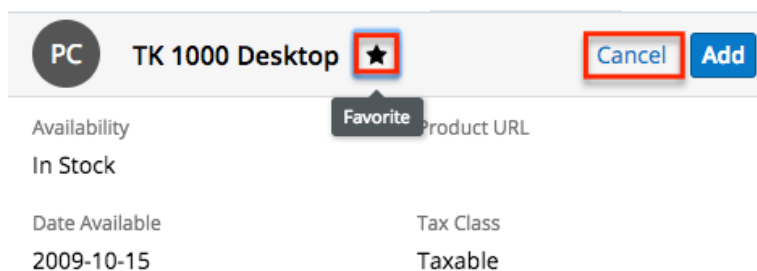 PC TK 1000 Desktop Cancel Add
Favorite
Availability Product URL
In Stock
Date Available Tax Class
2009-10-15 Taxable